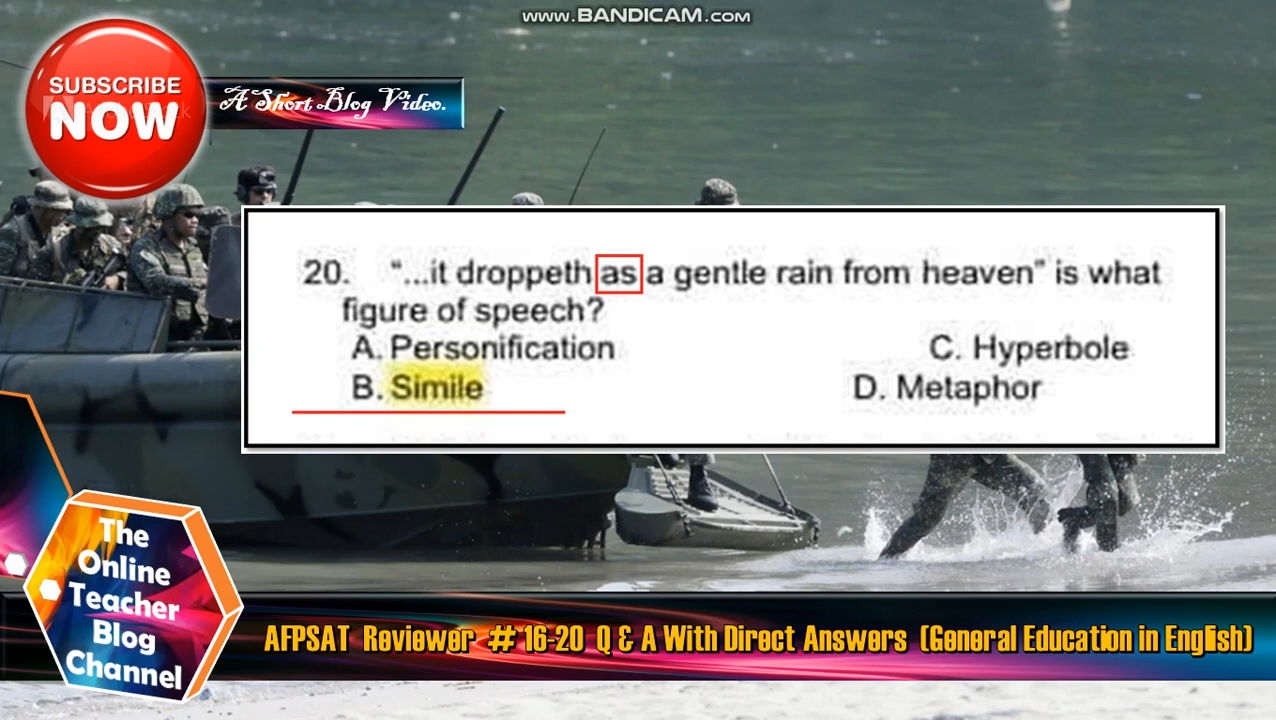 www.BANDICAM.com
SUBSCRIBE
NOW
A Short Blog Video.
20. “...it droppeth as a gentle rain from heaven” is what
figure of speech?
A. Personification
C. Hyperbole
B. Simile
D. Metaphor
The
Online
Teacher
Blog
Channel
AFPSAT Reviewer # 16-20 Q & A With Direct Answers (General Education in English)